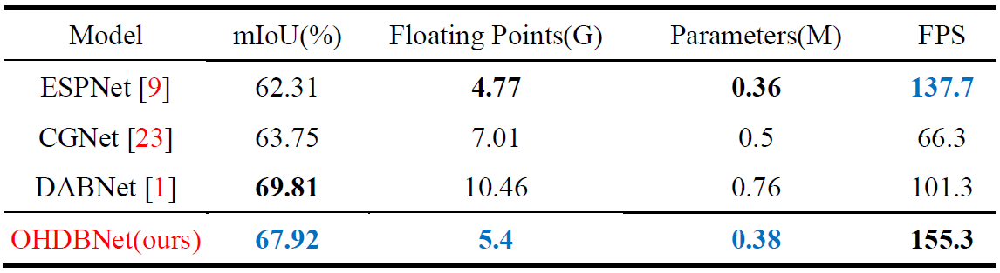 Model mIoU(%) Floating Points(G) Parameters(M) FPS
ESPNet [9] 62.31 4.77 0.36 137.7
CGNet [23] 63.75 7.01 0.5 66.3
DABNet [1] 69.81 10.46 0.76 101.3
OHDBNet(ours) 67.92 5.4 0.38 155.3